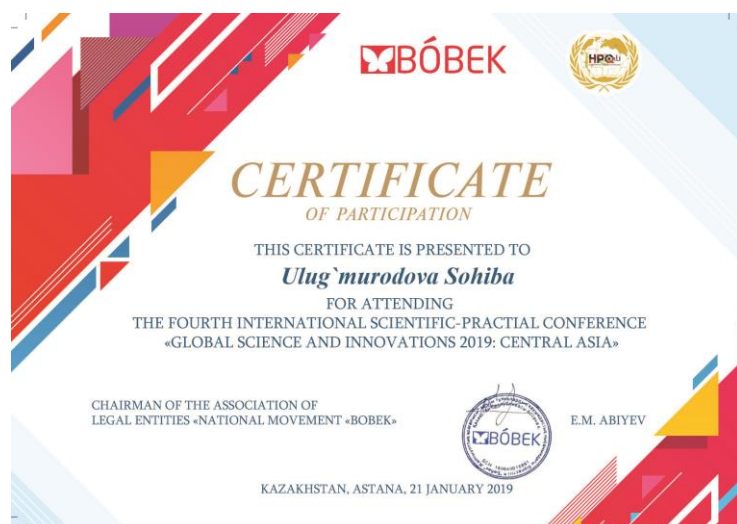 BÓBEK
HPQ
CERTIFICATE
OF PARTICIPATION
THIS CERTIFICATE IS PRESENTED TO
Ulug`murodova Sohiba
FOR ATTENDING
THE FOURTH INTERNATIONAL SCIENTIFIC-PRACTIAL CONFERENCE
«GLOBAL SCIENCE AND INNOVATIONS 2019: CENTRAL ASIA»
CHAIRMAN OF THE ASSOCIATION OF
LEGAL ENTITIES «NATIONAL MOVEMENT «BOBEK»
BÓBEK
E.M. ABIYEV
KAZAKHSTAN, ASTANA, 21 JANUARY 2019